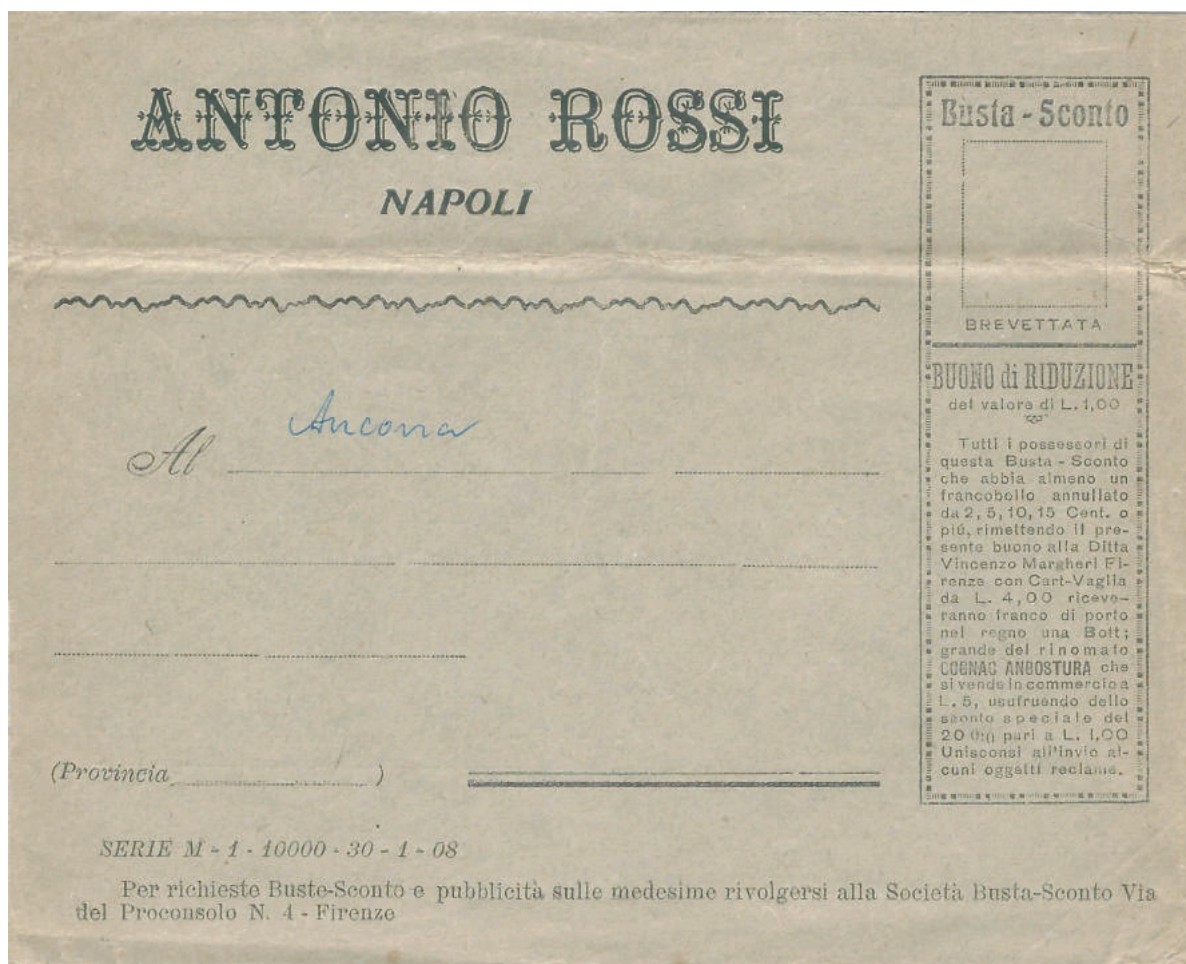 ANTONIO ROSSI
NAPOLI
Al Ancona
(Provincia )
SERIE M - 1 - 10000 - 30 - 1 - 08
Per richieste Buste-Sconto e pubblicità sulle medesime rivolgersi alla Società Busta-Sconto Via
del Proconsolo N. 4 - Firenze
Busta - Sconto
BREVETTATA
BUONO di RIDUZIONE
del valore di L. 1,00
Tutti i possessori di
questa Busta - Sconto
che abbia almeno un
francobollo annullato
da 2, 5, 10, 15 Cent. o
piú, rimettendo il pre-
sente buono alla Ditta
Vincenzo Margheri Fi-
renze con Cart-Vaglia
da L. 4,00 riceve-
ranno franco di porto
nel regno una Bott;
grande del rinomato
COGNAC ANGOSTURA che
si vende in commercio a
L. 5, usufruendo dello
sconto speciale del
20 0\0 pari a L. 1,00
Unisconsi all'invio al-
cuni oggetti reclame.